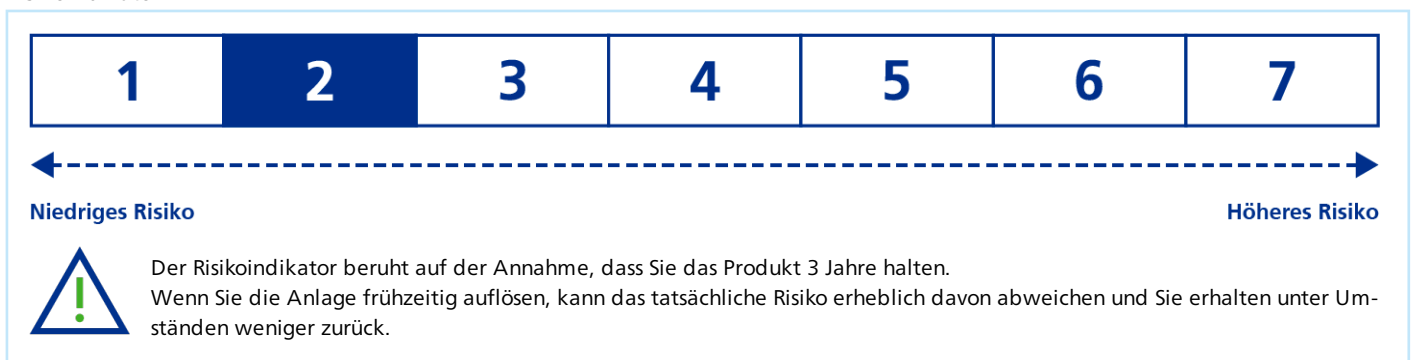 1 2 3 4 5 6 7
Niedriges Risiko Höheres Risiko
Der Risikoindikator beruht auf der Annahme, dass Sie das Produkt 3 Jahre halten.
Wenn Sie die Anlage frühzeitig auflösen, kann das tatsächliche Risiko erheblich davon abweichen und Sie erhalten unter Um-
ständen weniger zurück.